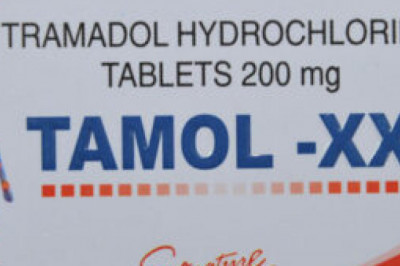 TRAMADOL HYDROCHLORI
TABLETS 200 mg
TAMOL -XX